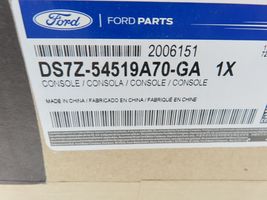 Ford
FORD PARTS
2006151
DS7Z-54519A70-GA 1X
CONSOLE / CONSOLA / CONSOLE / CONSOLE
MADE IN CHINA / FABRICADO EN CHINA / FABRIQUE EN CHINE